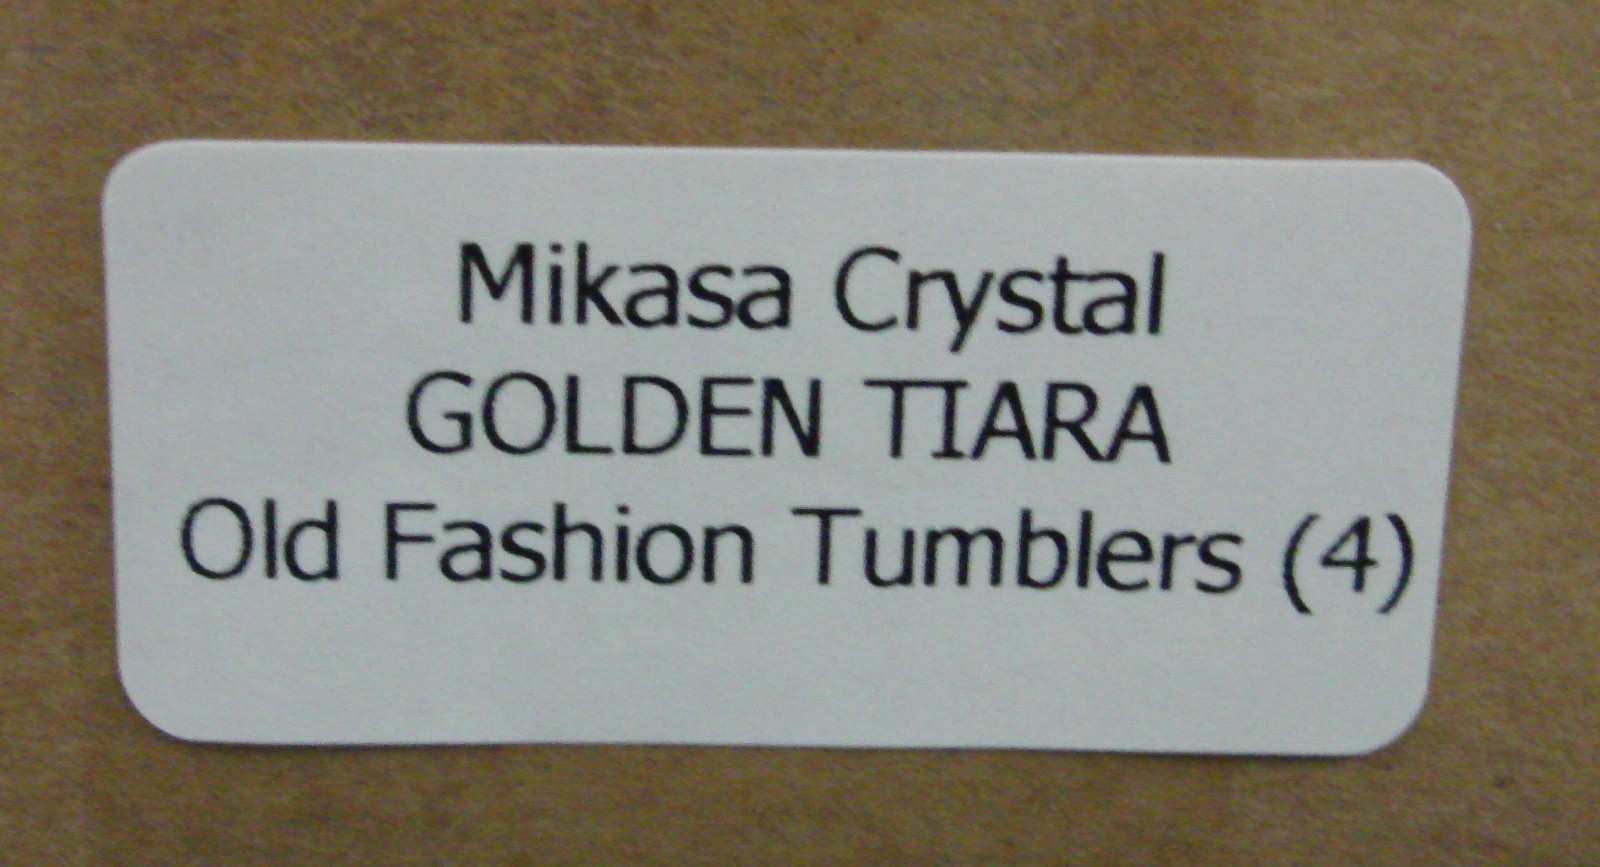 Mikasa Crystal
GOLDEN TIARA
Old Fashion Tumblers (4)